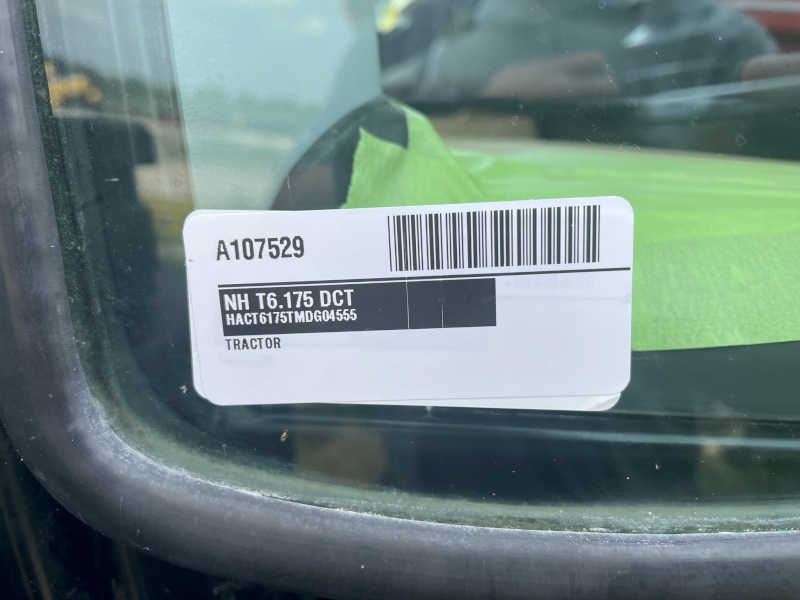 A107529
NH T6.175 DCT
HACT6175TMDG04555
TRACTOR